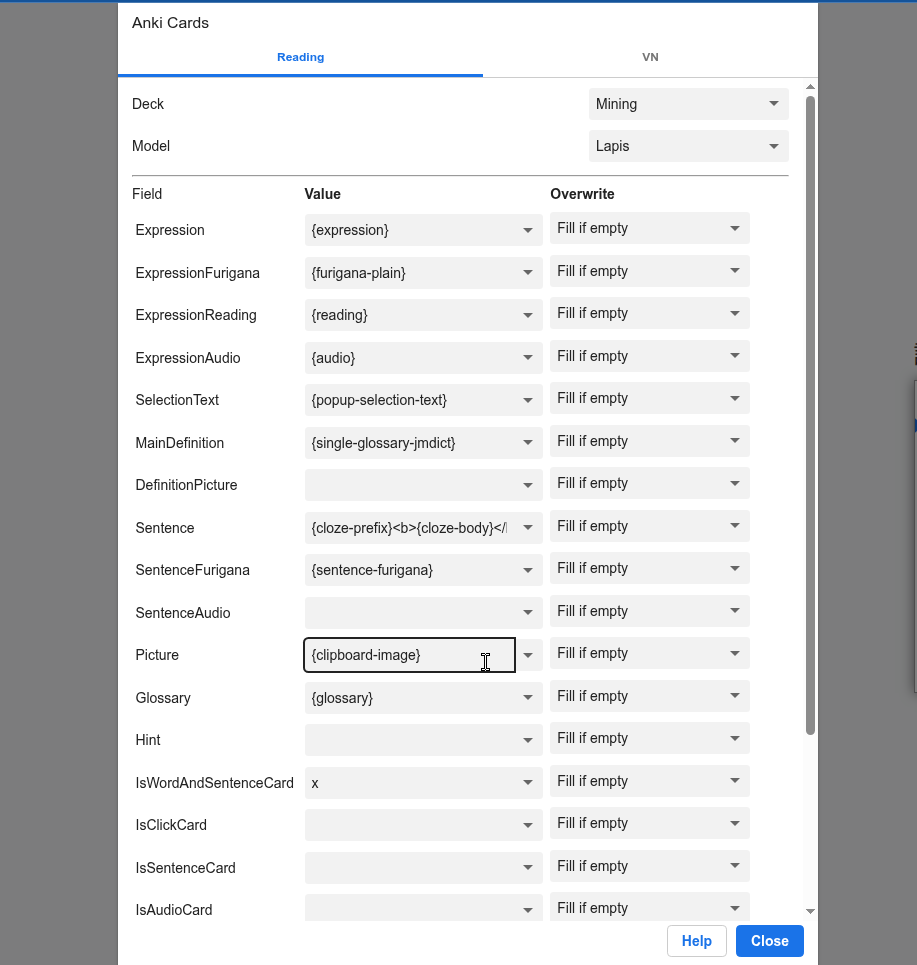 Anki Cards
Reading VN
Deck Mining
Model Lapis
Field Value Overwrite
Expression {expression} Fill if empty
ExpressionFurigana {furigana-plain} Fill if empty
ExpressionReading {reading} Fill if empty
ExpressionAudio {audio} Fill if empty
SelectionText {popup-selection-text} Fill if empty
MainDefinition {single-glossary-jmdict} Fill if empty
DefinitionPicture Fill if empty
Sentence {cloze-prefix}<b>{cloze-body}</ Fill if empty
SentenceFurigana {sentence-furigana} Fill if empty
SentenceAudio Fill if empty
Picture {clipboard-image} Fill if empty
Glossary {glossary} Fill if empty
Hint Fill if empty
IsWordAndSentenceCard x Fill if empty
IsClickCard Fill if empty
IsSentenceCard Fill if empty
IsAudioCard Fill if empty
Help Close